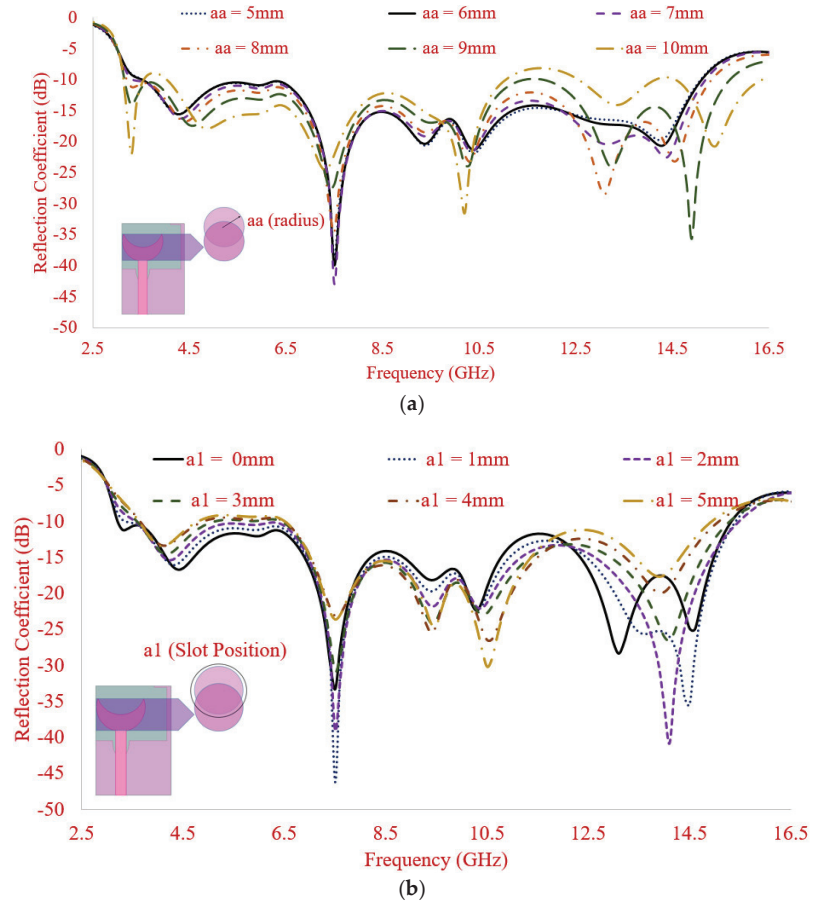 aa = 5mm aa = 6mm aa = 7mm
aa = 8mm aa = 9mm aa = 10mm
0
-5
-10
-15
-20
-25
-30
-35
-40
-45
-50
Reflection Coefficient (dB)
aa (radius)
2.5 4.5 6.5 8.5 10.5 12.5 14.5 16.5
Frequency (GHz)
(a)
a1 = 0mm a1 = 1mm a1 = 2mm
a1 = 3mm a1 = 4mm a1 = 5mm
0
-5
-10
-15
-20
-25
-30
-35
-40
-45
-50
Reflection Coefficient (dB)
a1 (Slot Position)
2.5 4.5 6.5 8.5 10.5 12.5 14.5 16.5
Frequency (GHz)
(b)